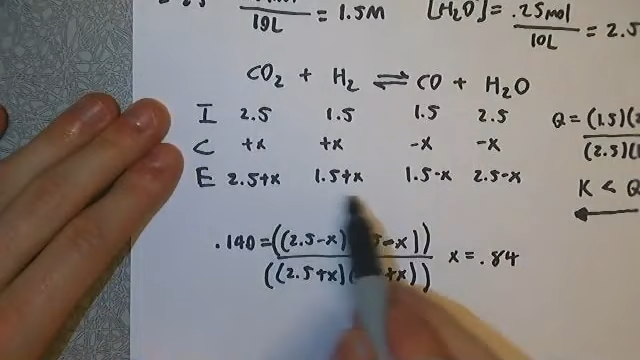 10L = 1.5M [H₂O] = .25mol
10L = 2.5
CO₂ + H₂ ⇌ CO + H₂O
I 2.5 1.5 1.5 2.5
C +x +x -x -x
E 2.5+x 1.5+x 1.5-x 2.5-x
Q = (1.5)(2
(2.5)(
K < Q
.140 = ((2.5-x) 5-x))
((2.5+x)( +x)) x = .84